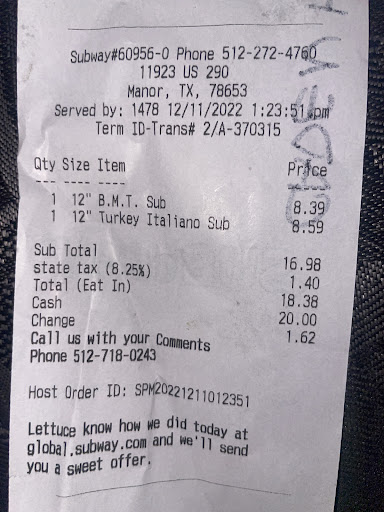 Subway#60956-0 Phone 512-272-4760
11923 US 290
Manor, TX, 78653
Served by: 1478 12/11/2022 1:23:51 pm
Term ID-Trans# 2/A-370315
Qty Size Item Price
---- ---- ---- -----
1 12" B.M.T. Sub 8.39
1 12" Turkey Italiano Sub 8.59
Sub Total 16.98
state tax (8.25%) 1.40
Total (Eat In) 18.38
Cash 20.00
Change 1.62
Call us with your Comments
Phone 512-718-0243
Host Order ID: SPM20221211012351
Lettuce know how we did today at
global.subway.com and we'll send
you a sweet offer.